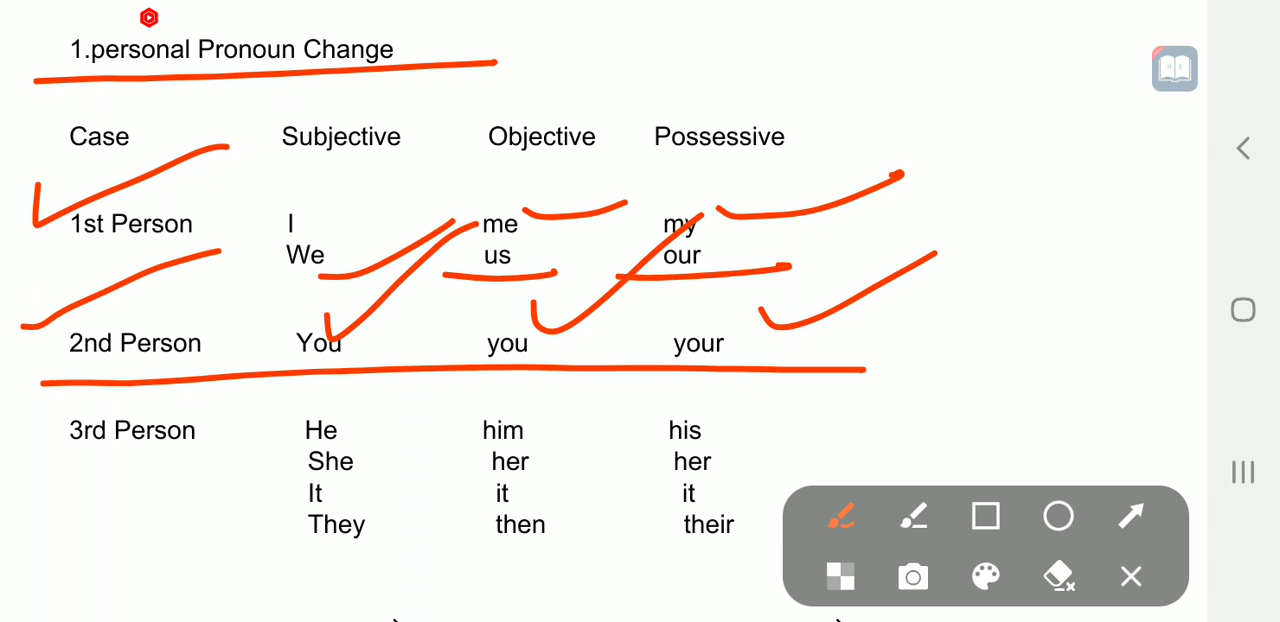 1.personal Pronoun Change
Case Subjective Objective Possessive
1st Person I me my
We us our
2nd Person You you your
3rd Person He him his
She her her
It it it
They then their